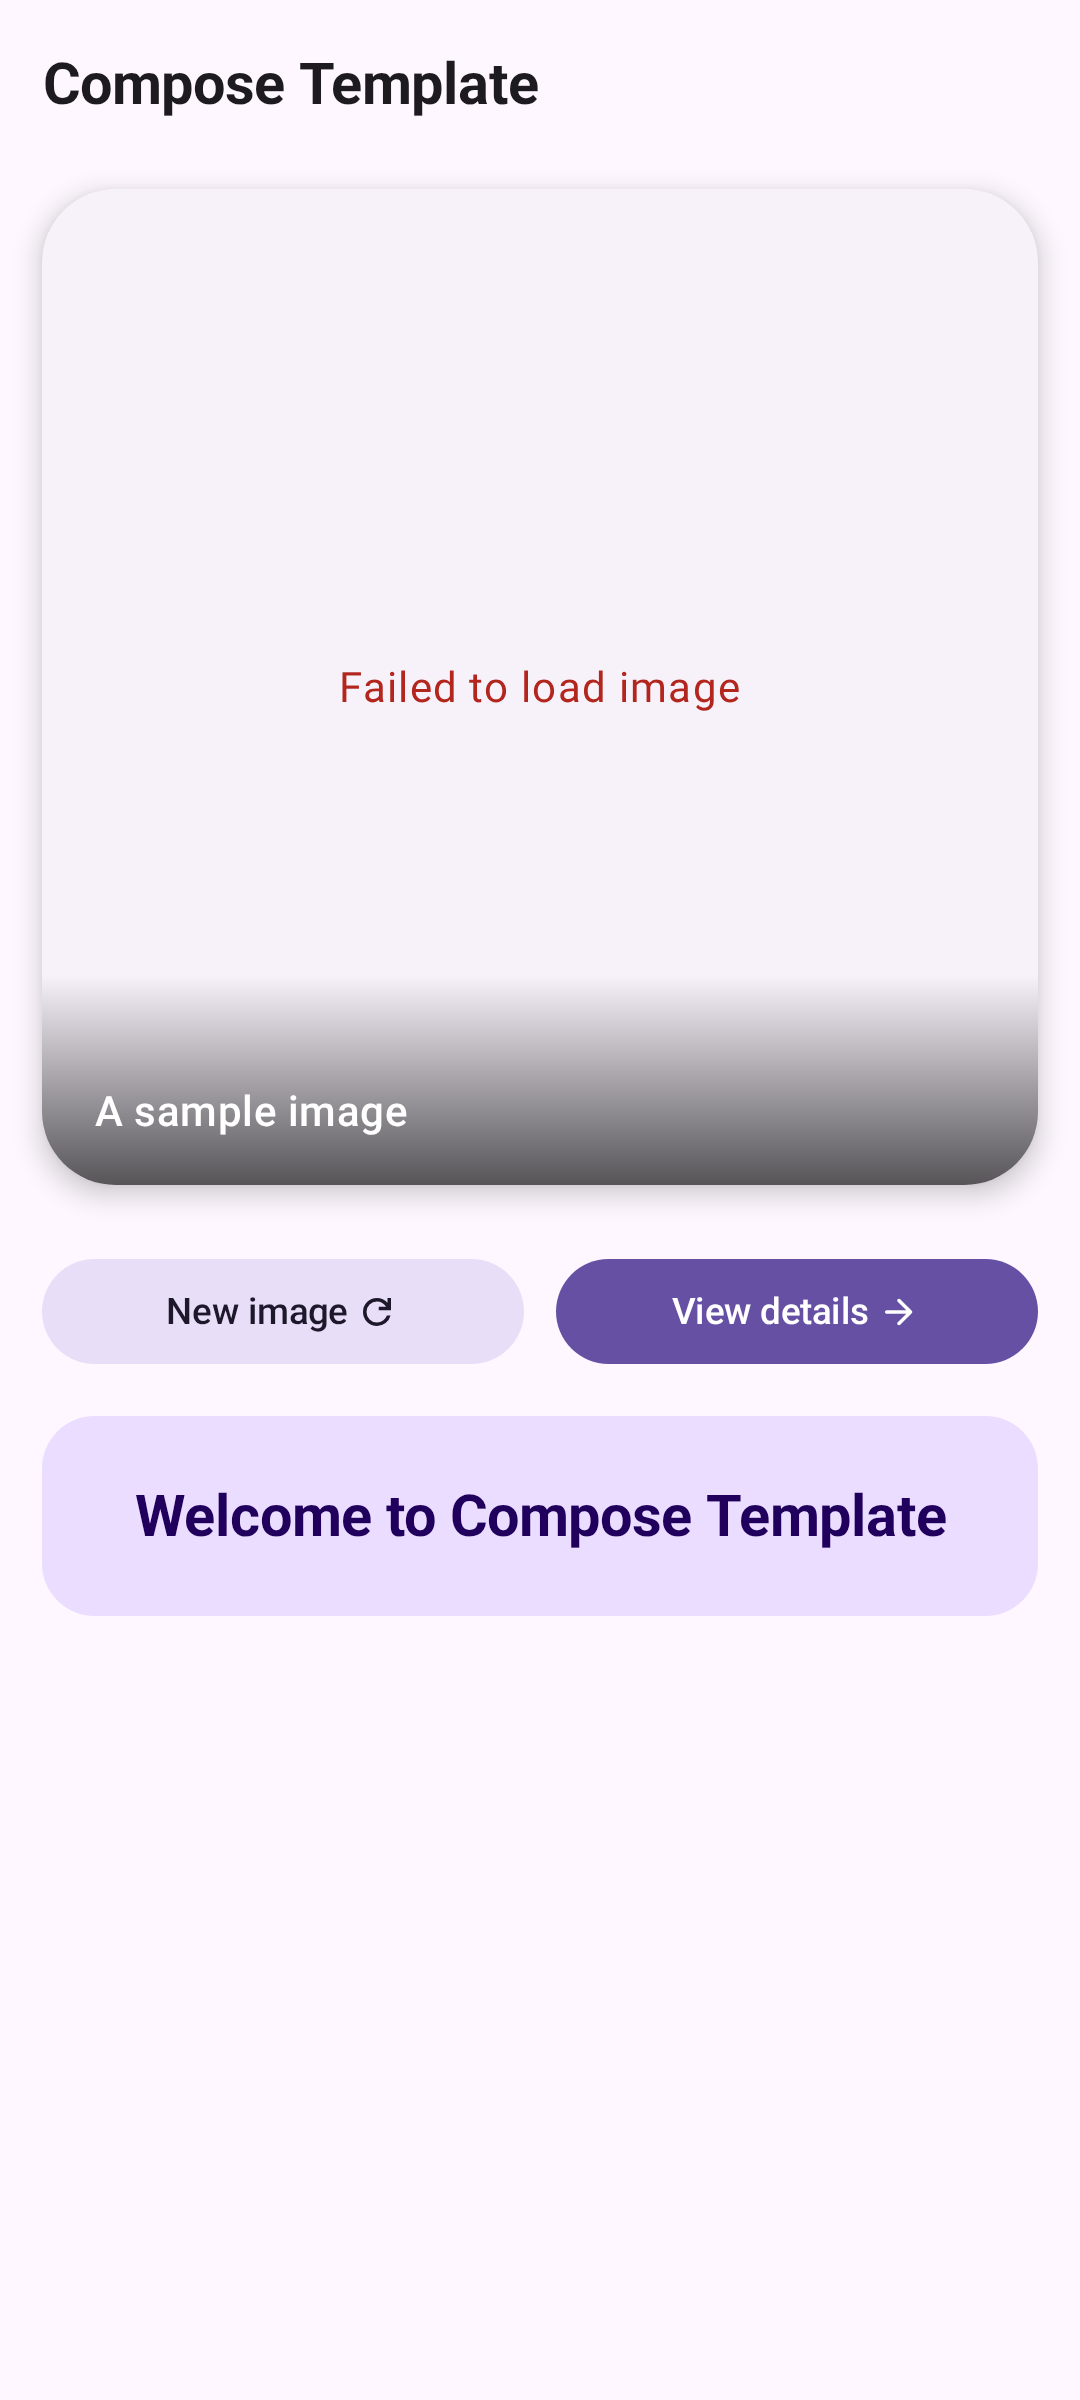 Compose Template
Failed to load image
A sample image
New image
View details
Welcome to Compose Template